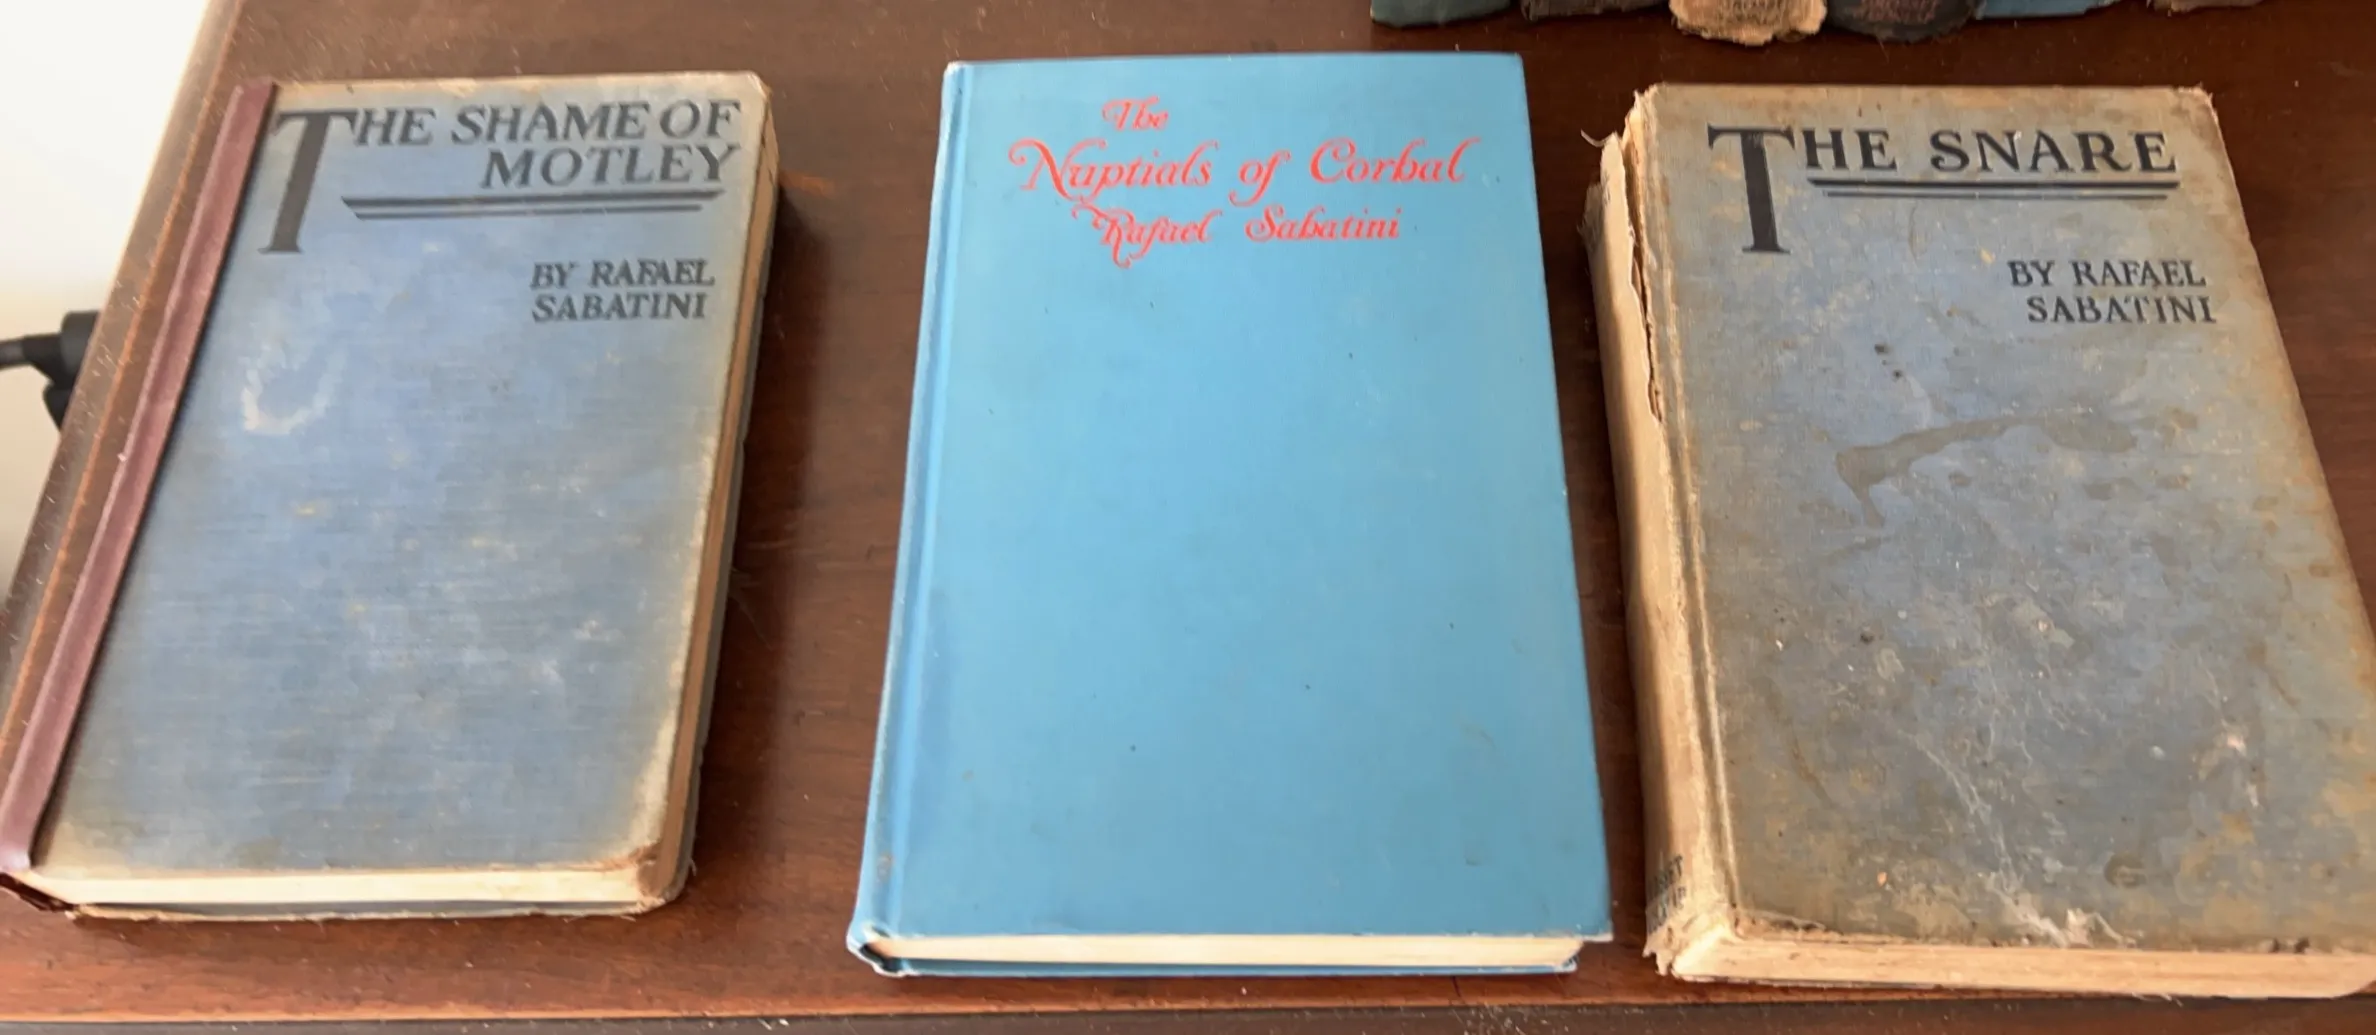 THE SHAME OF
MOTLEY
BY RAFAEL
SABATINI
The
Nuptials of Corbal
Rafael Sabatini
THE SNARE
BY RAFAEL
SABATINI